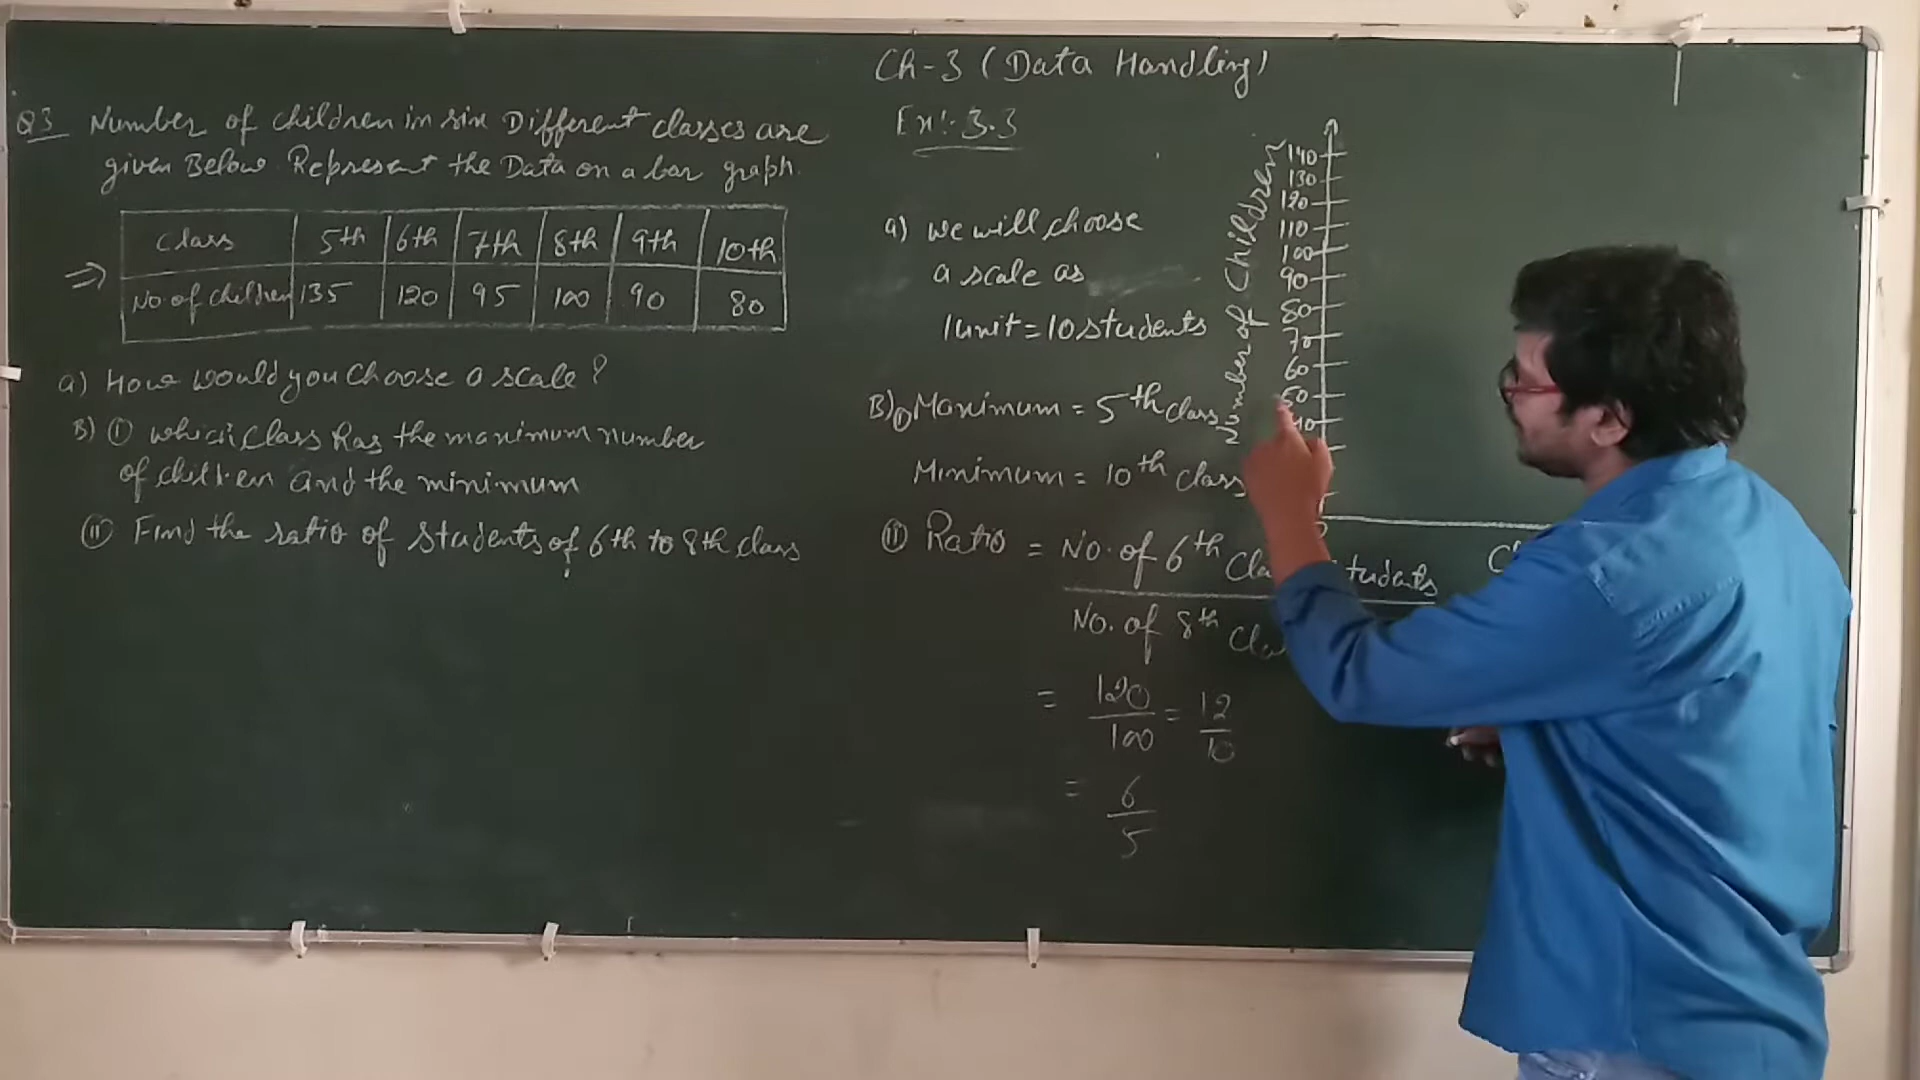 Ch-3 (Data Handling)
Q3 Number of children in six Different classes are
given Below. Represent the Data on a bar graph.
Class 5th 6th 7th 8th 9th 10th
⇒ No. of children 135 120 95 100 90 80
a) How would you choose a scale?
B) (i) which class has the maximum number
of children and the minimum
(ii) Find the ratio of students of 6th to 8th class
Ex:- 3.3
a) we will choose
a scale as
1 unit = 10 students
B) (i) Maximum = 5th class
Minimum = 10th class
(ii) Ratio = No. of 6th students
No. of 8th
= 120/100 = 12/10
= 6/5
Number of Children
140
130
120
110
100
90
80
70
60
50
40